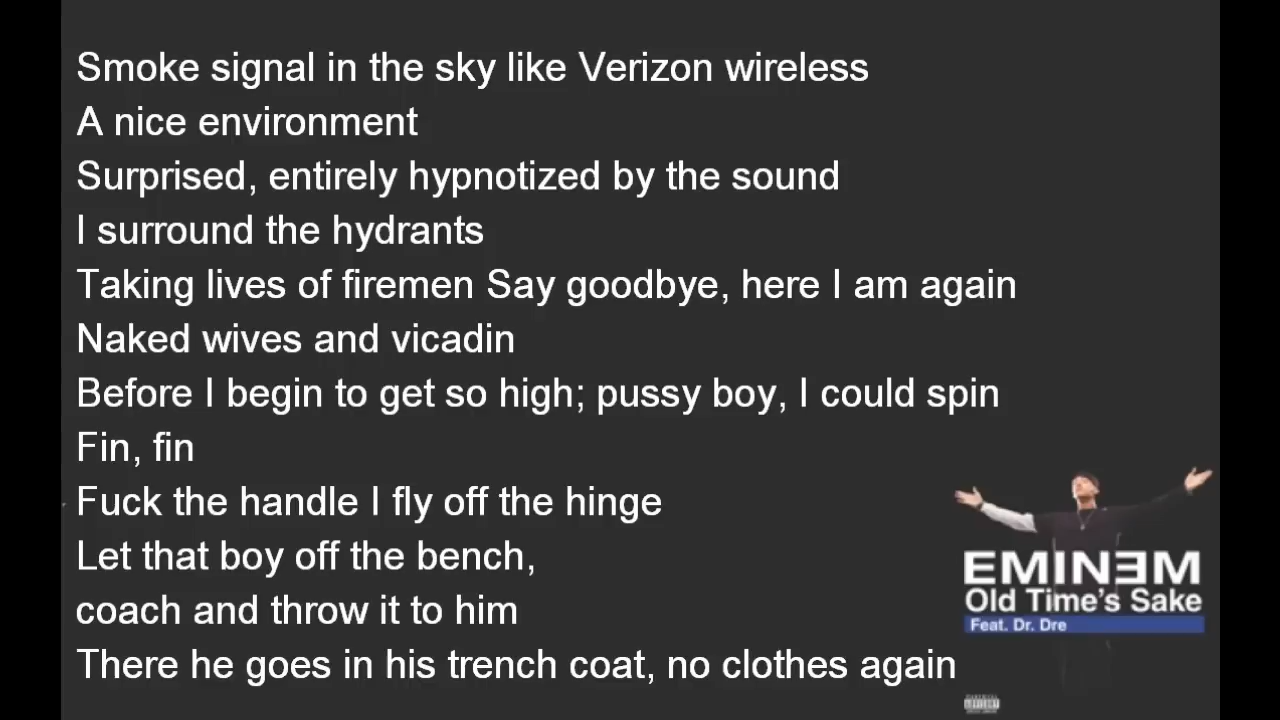 Smoke signal in the sky like Verizon wireless
A nice environment
Surprised, entirely hypnotized by the sound
I surround the hydrants
Taking lives of firemen Say goodbye, here I am again
Naked wives and vicadin
Before I begin to get so high; pussy boy, I could spin
Fin, fin
Fuck the handle I fly off the hinge
Let that boy off the bench,
coach and throw it to him
There he goes in his trench coat, no clothes again
EMINƎM
Old Time's Sake
Feat. Dr. Dre